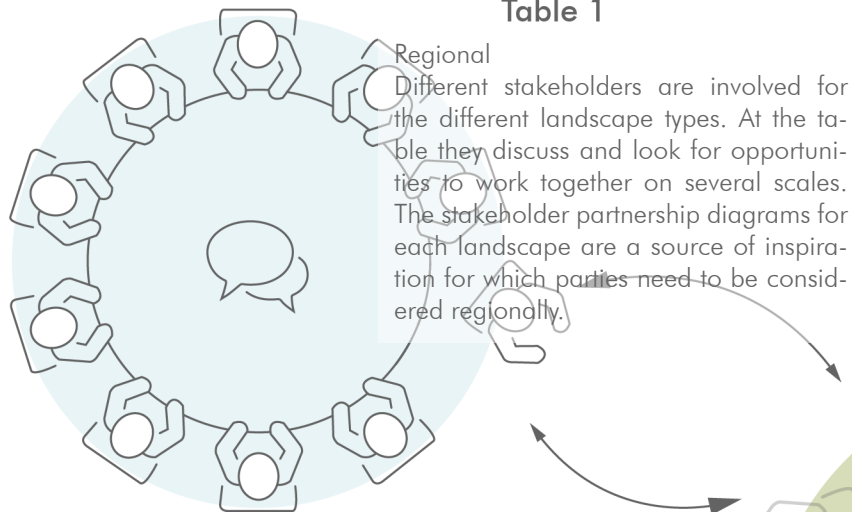 Table 1
Regional
Different stakeholders are involved for
the different landscape types. At the ta-
ble they discuss and look for opportuni-
ties to work together on several scales.
The stakeholder partnership diagrams for
each landscape are a source of inspira-
tion for which parties need to be consid-
ered regionally.